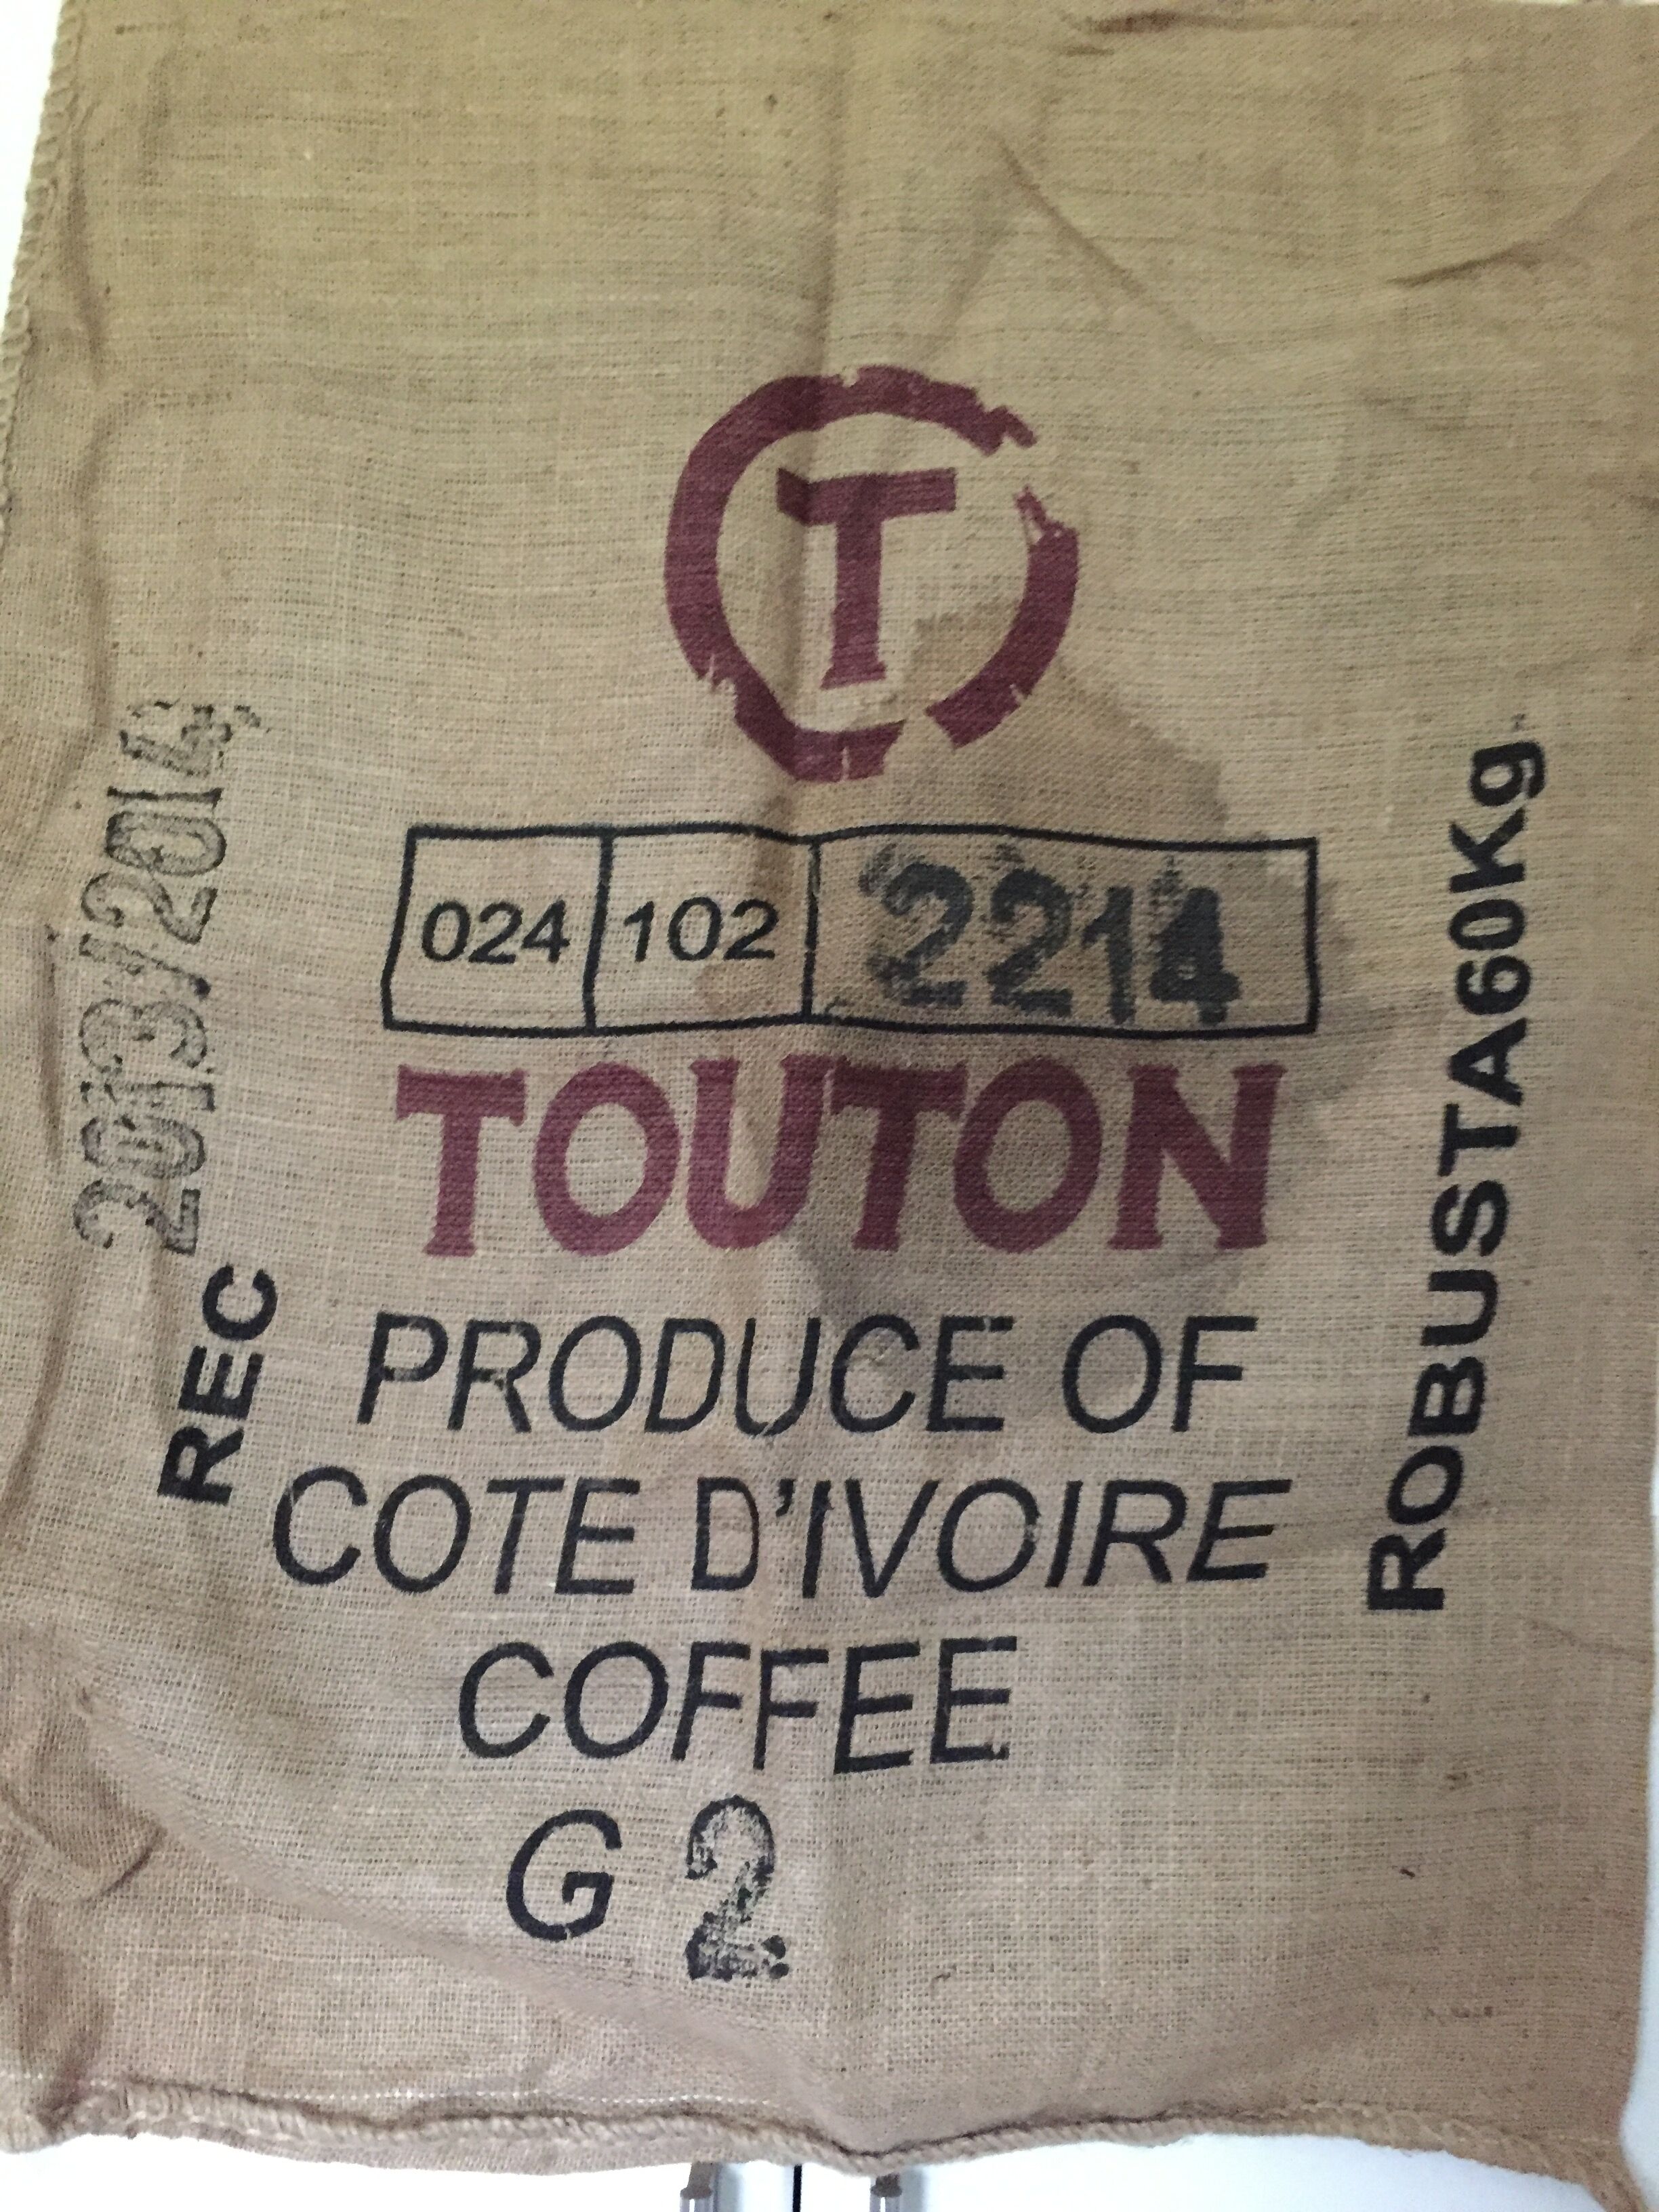 T
024 102 2214
TOUTON
PRODUCE OF
COTE D'IVOIRE
COFFEE
G 2
REC 2013/2014
ROBUSTA60Kg